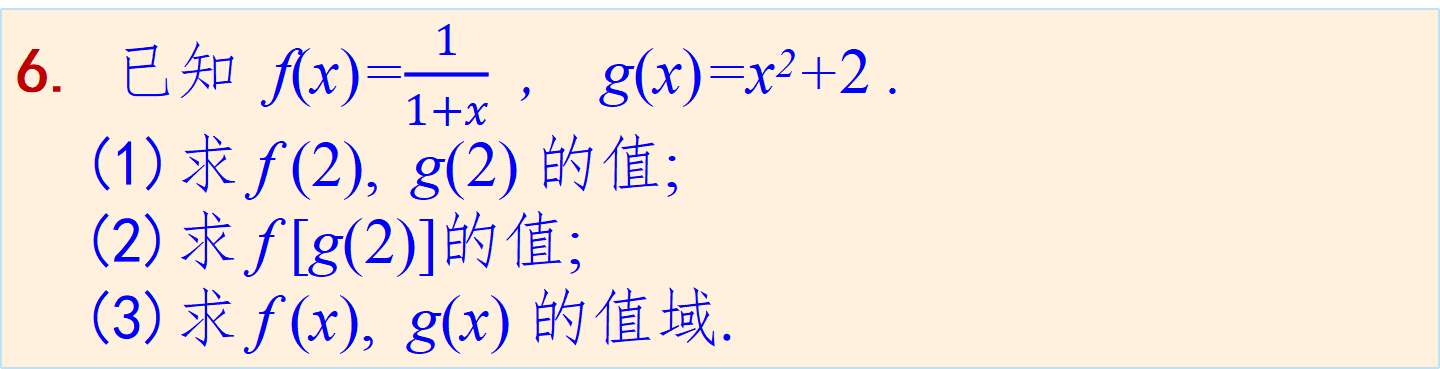 6. 已知 f(x)=\frac{1}{1+x} , g(x)=x²+2 .
(1)求 f (2), g(2) 的值;
(2)求 f [g(2)]的值;
(3)求 f (x), g(x) 的值域.